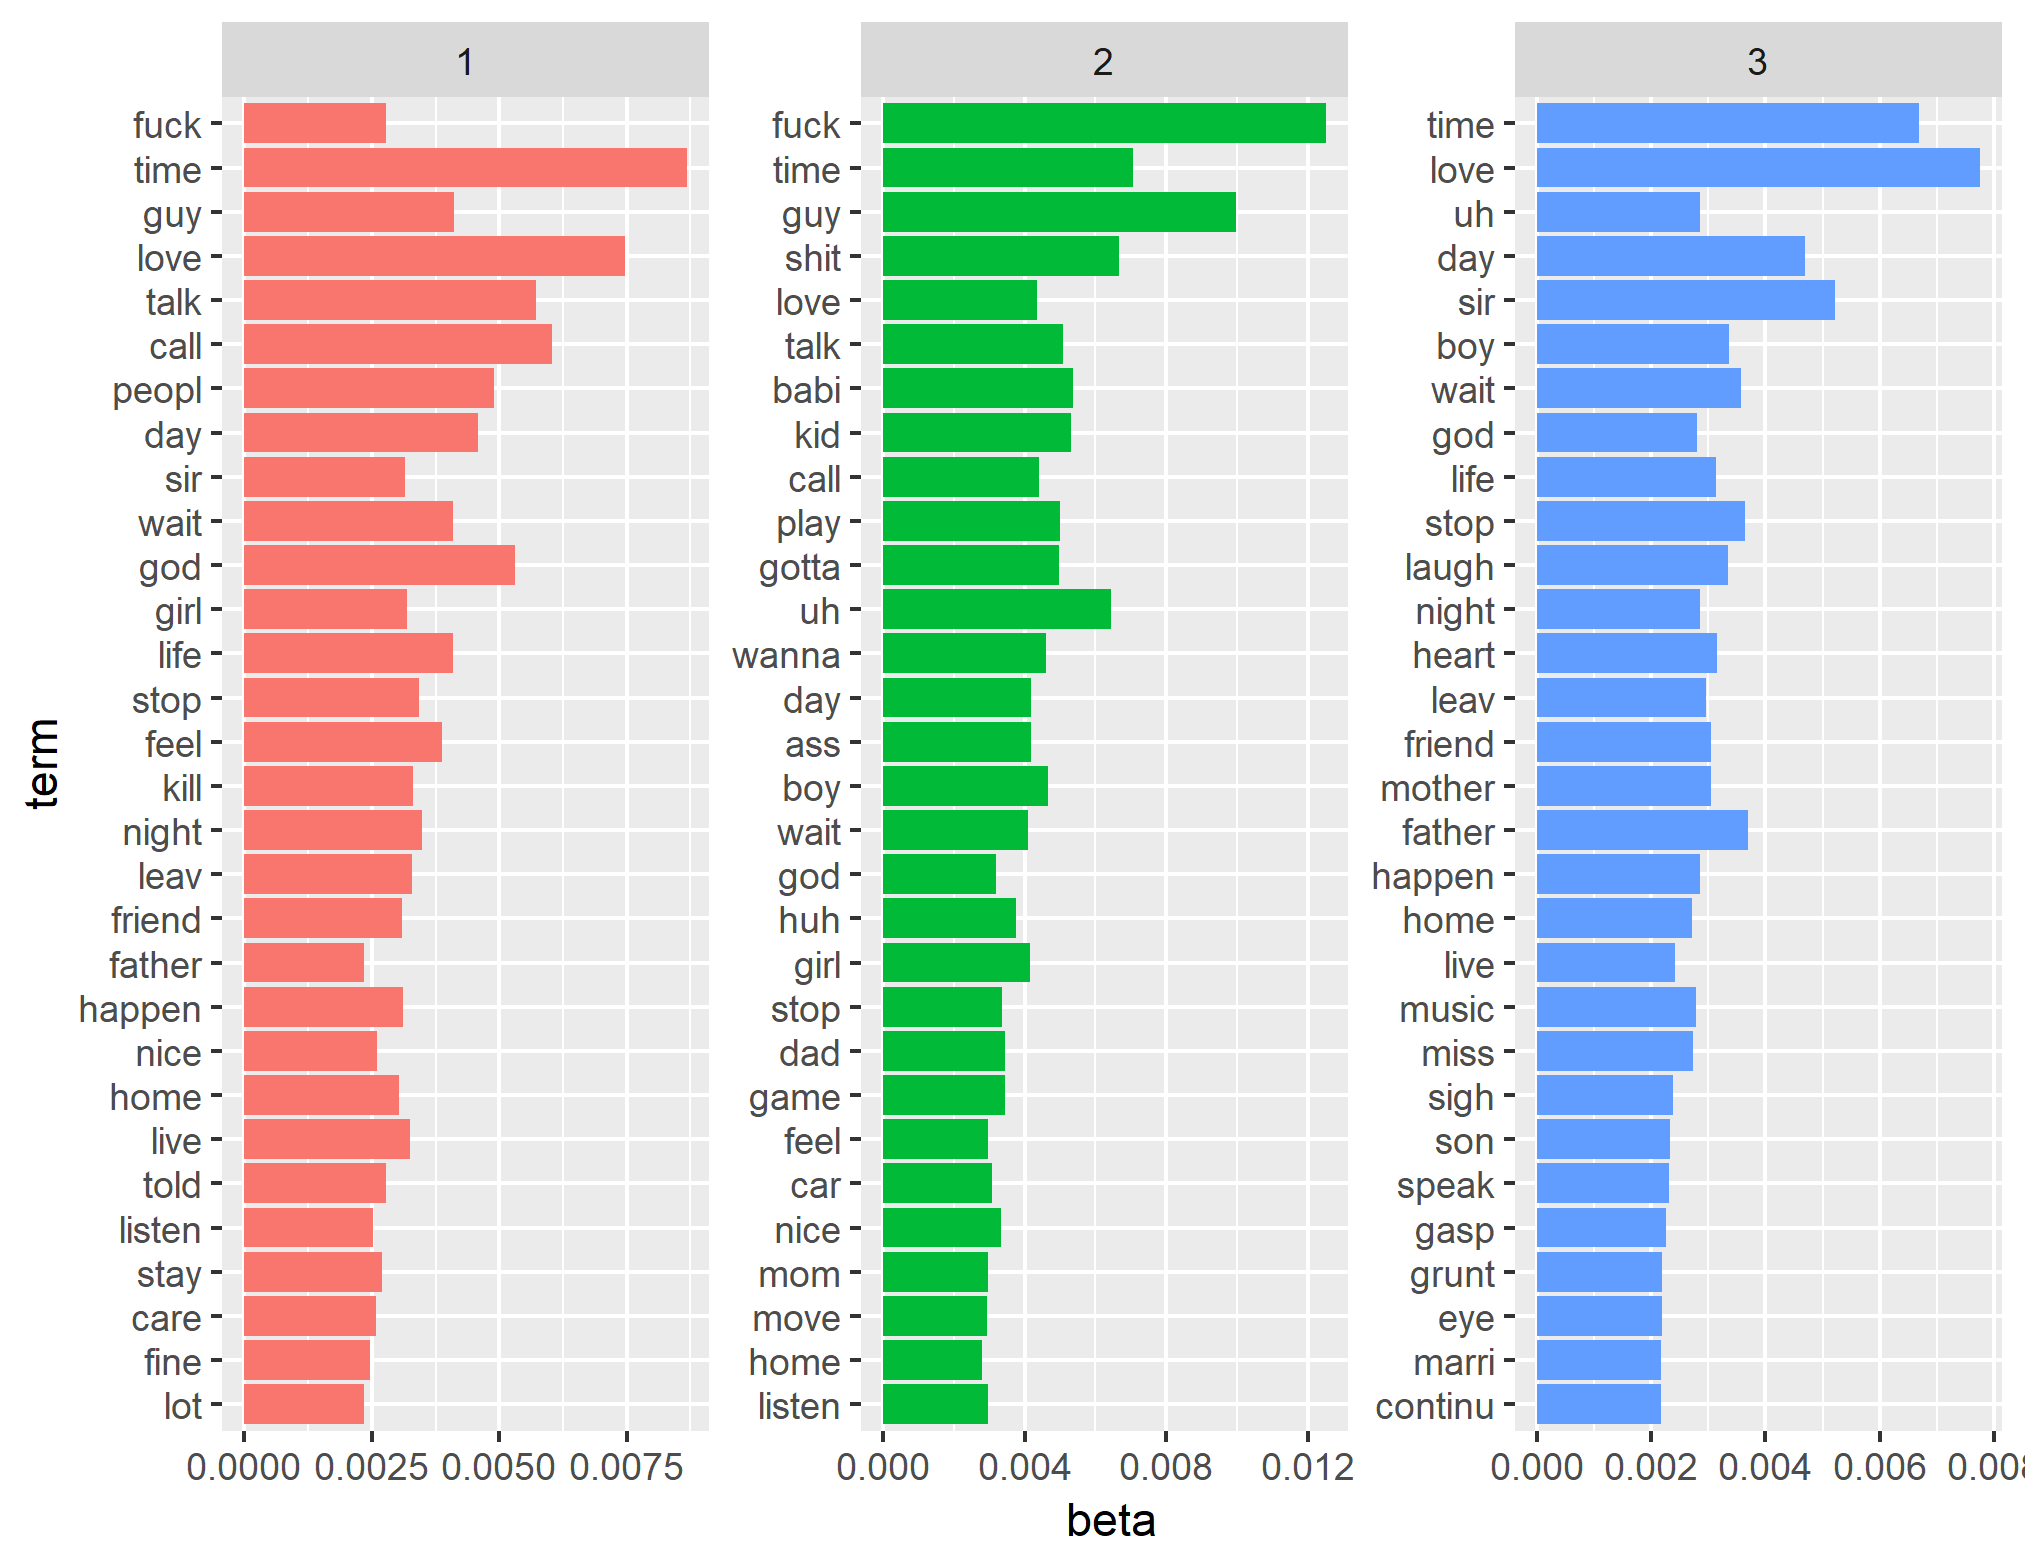 1
2
3
term
fuck
time
guy
love
talk
call
peopl
day
sir
wait
god
girl
life
stop
feel
kill
night
leav
friend
father
happen
nice
home
live
told
listen
stay
care
fine
lot
0.0000 0.0025 0.0050 0.0075
fuck
time
guy
shit
love
talk
babi
kid
call
play
gotta
uh
wanna
day
ass
boy
wait
god
huh
girl
stop
dad
game
feel
car
nice
mom
move
home
listen
0.000 0.004 0.008 0.012
time
love
uh
day
sir
boy
wait
god
life
stop
laugh
night
heart
leav
friend
mother
father
happen
home
live
music
miss
sigh
son
speak
gasp
grunt
eye
marri
continu
0.000 0.002 0.004 0.006 0.008
beta